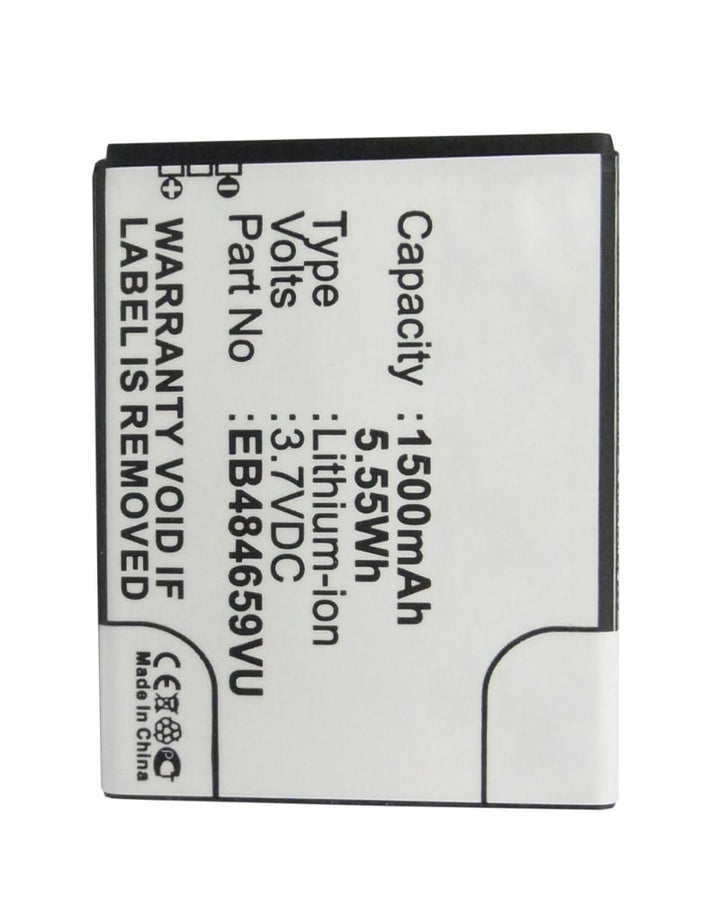 Capacity :1500mAh
5.55Wh
Type :Lithium-ion
Volts :3.7VDC
Part No :EB484659VU
WARRANTY VOID IF
LABEL IS REMOVED
CE
Made In China